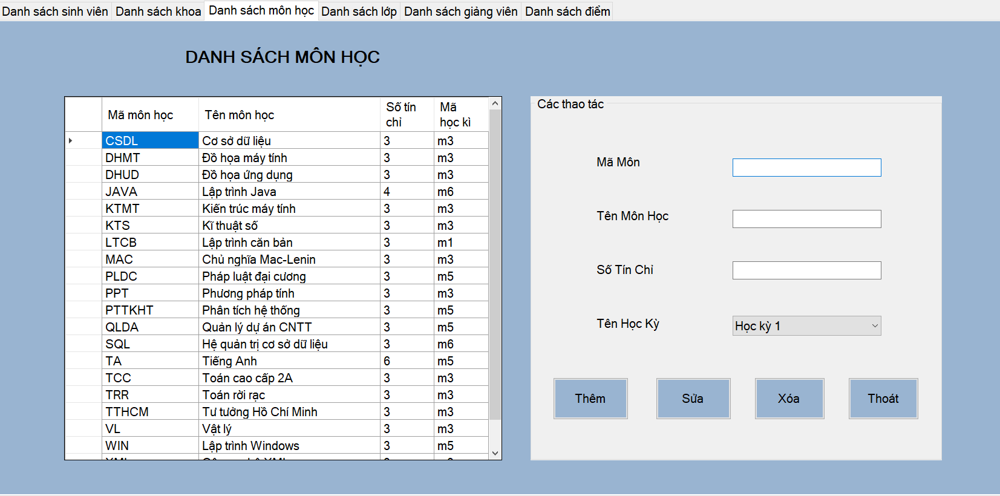 Danh sách sinh viên Danh sách khoa Danh sách môn học Danh sách lớp Danh sách giảng viên Danh sách điểm
DANH SÁCH MÔN HỌC
Mã môn học Tên môn học Số tín chỉ Mã học kì
CSDL Cơ sở dữ liệu 3 m3
DHMT Đồ họa máy tính 3 m3
DHUD Đồ họa ứng dụng 3 m3
JAVA Lập trình Java 4 m6
KTMT Kiến trúc máy tính 3 m3
KTS Kĩ thuật số 3 m3
LTCB Lập trình căn bản 3 m1
MAC Chủ nghĩa Mac-Lenin 3 m3
PLDC Pháp luật đại cương 3 m5
PPT Phương pháp tính 3 m3
PTTKHT Phân tích hệ thống 3 m5
QLDA Quản lý dự án CNTT 3 m5
SQL Hệ quản trị cơ sở dữ liệu 3 m6
TA Tiếng Anh 6 m5
TCC Toán cao cấp 2A 3 m3
TRR Toán rời rạc 3 m3
TTHCM Tư tưởng Hồ Chí Minh 3 m3
VL Vật lý 3 m3
WIN Lập trình Windows 3 m5
Các thao tác
Mã Môn
Tên Môn Học
Số Tín Chỉ
Tên Học Kỳ Học kỳ 1
Thêm Sửa Xóa Thoát